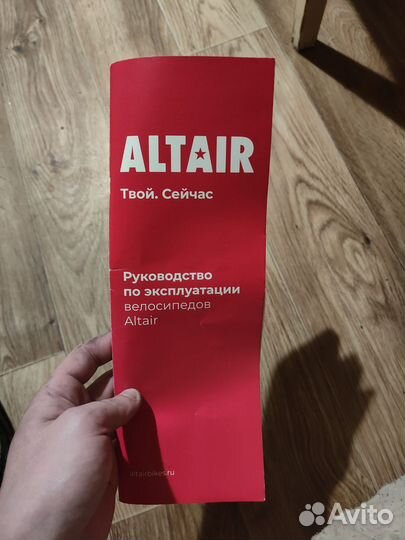 ALTAIR
Твой. Сейчас
Руководство
по эксплуатации
велосипедов
Altair
altairbikes.ru
Avito